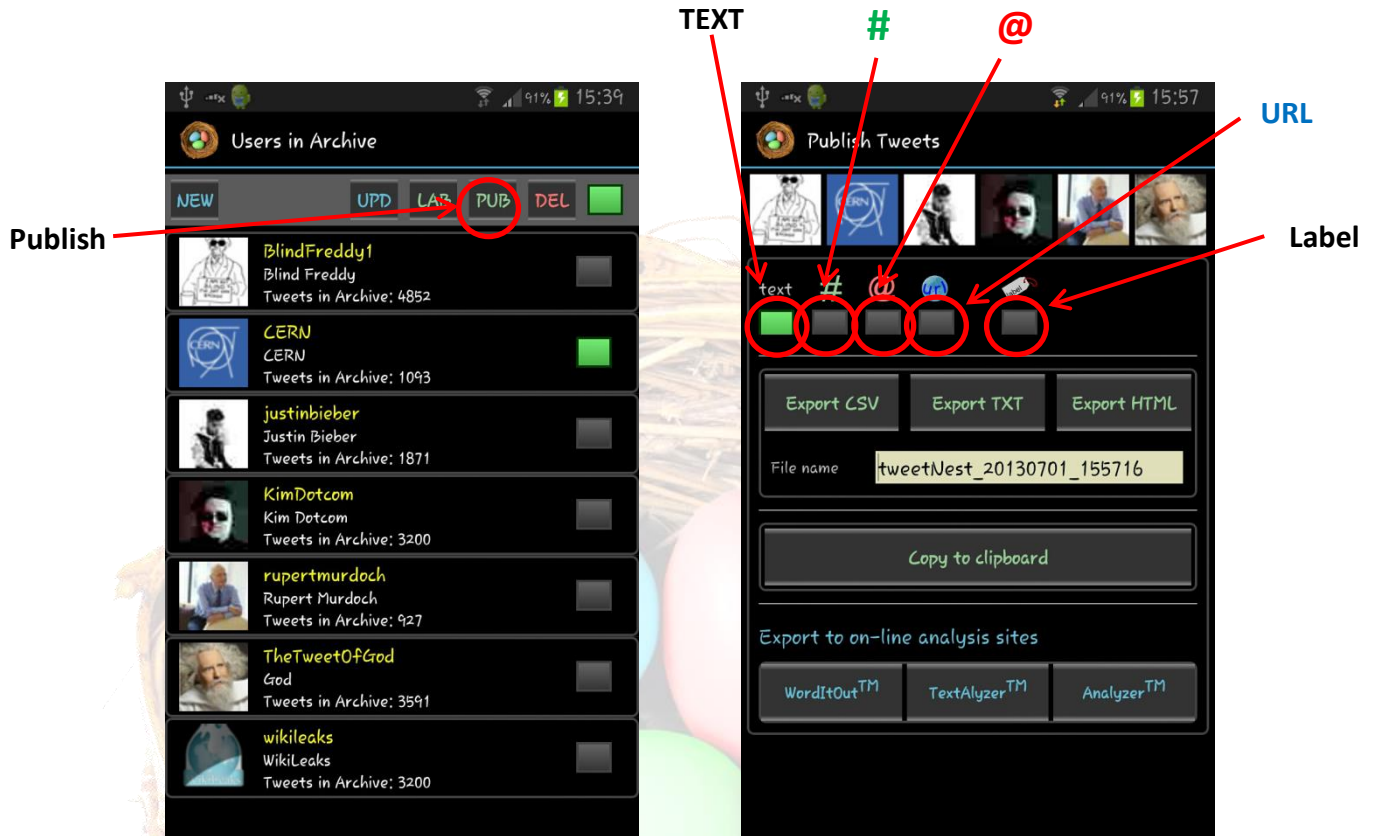 TEXT
#
@
URL
Label
Publish
91% 15:39
Users in Archive
NEW UPD LAB PUB DEL
BlindFreddy1
Blind Freddy
Tweets in Archive: 4852
CERN
CERN
CERN
Tweets in Archive: 1093
justinbieber
Justin Bieber
Tweets in Archive: 1871
KimDotcom
Kim Dotcom
Tweets in Archive: 3200
rupertmurdoch
Rupert Murdoch
Tweets in Archive: 927
TheTweetOfGod
God
Tweets in Archive: 3591
wikileaks
WikiLeaks
Tweets in Archive: 3200
91% 15:57
Publish Tweets
CERN
text # @ url label
Export CSV Export TXT Export HTML
File name tweetNest_20130701_155716
Copy to clipboard
Export to on-line analysis sites
WordItOut™ TextAlyzer™ Analyzer™